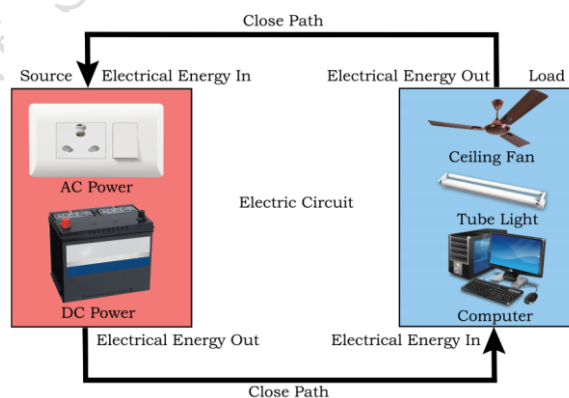 Close Path
Source Electrical Energy In Electrical Energy Out Load
AC Power
Ceiling Fan
Electric Circuit
Tube Light
DC Power
Computer
Electrical Energy Out Electrical Energy In
Close Path